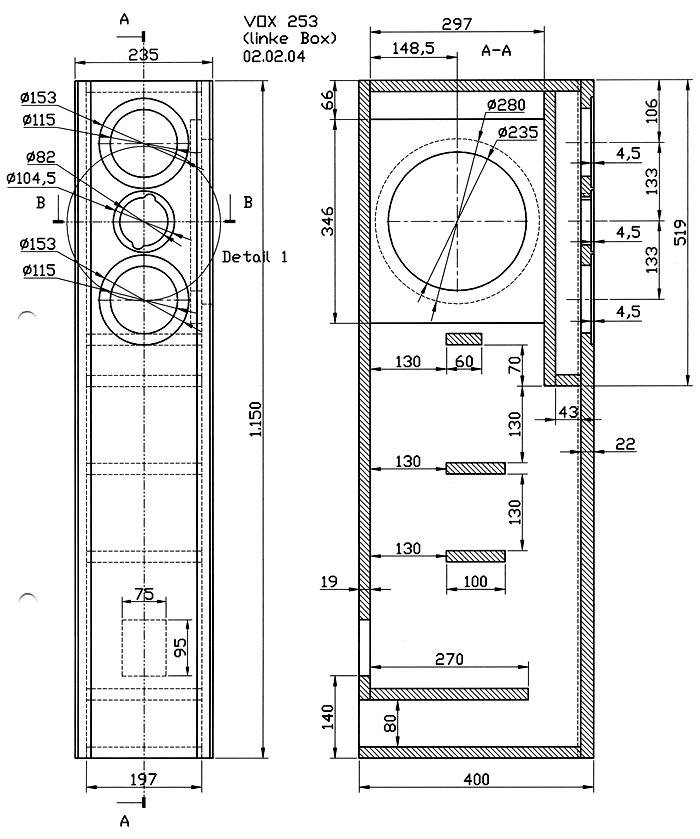 A
VOX 253
(linke Box)
02.02.04
235
297
148,5
A-A
66
Ø153
Ø115
Ø82
Ø104,5
B
B
Ø153
Ø115
Detail 1
Ø280
Ø235
346
106
4,5
133
4,5
133
4,5
519
130
60
70
43
22
130
130
130
130
100
1.150
19
75
95
270
140
80
197
400
A